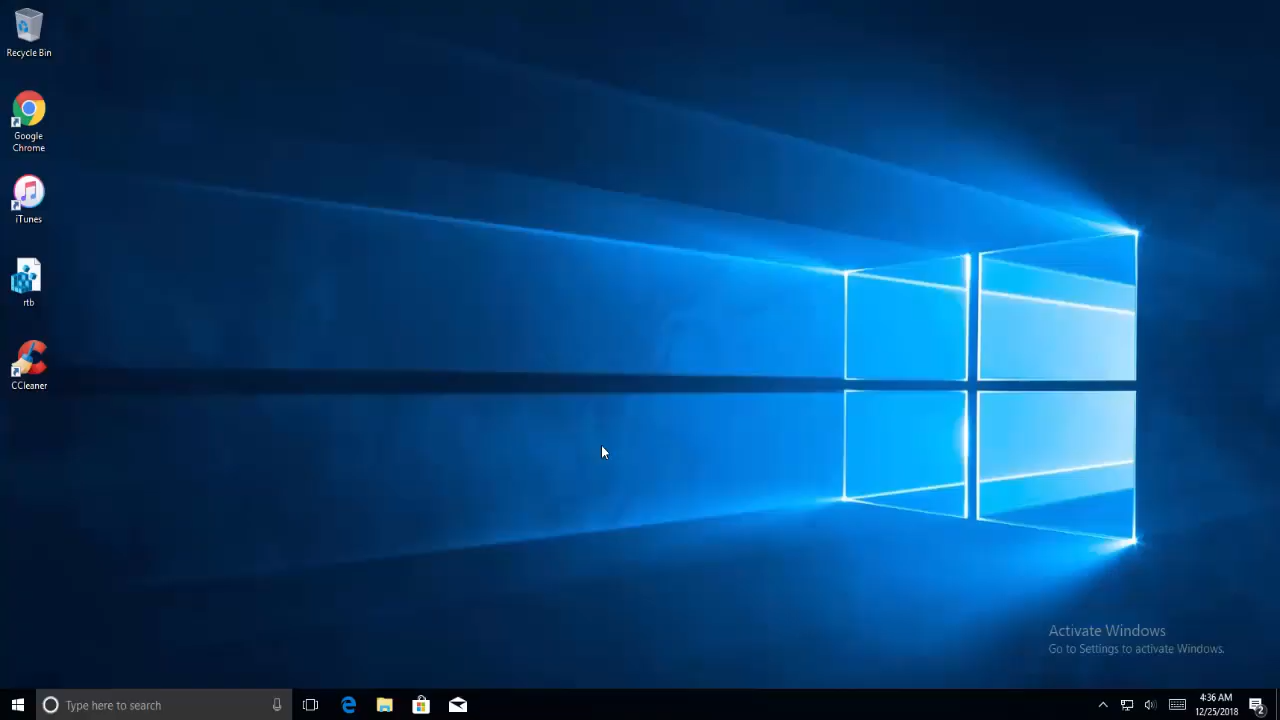 Recycle Bin
Google
Chrome
iTunes
rtb
CCleaner
Activate Windows
Go to Settings to activate Windows.
Type here to search
4:36 AM
12/25/2018
2